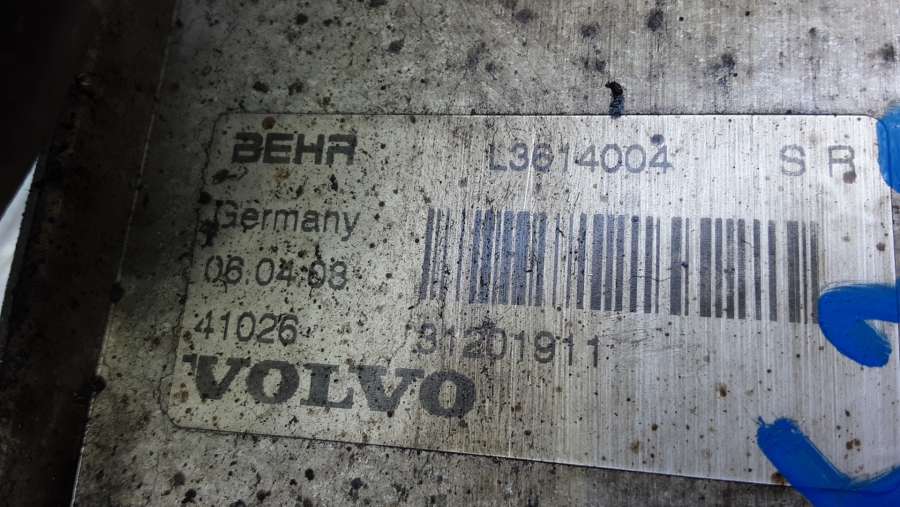 BEHR L3614004 S R
Germany
06.04.08
41026 31201911
VOLVO